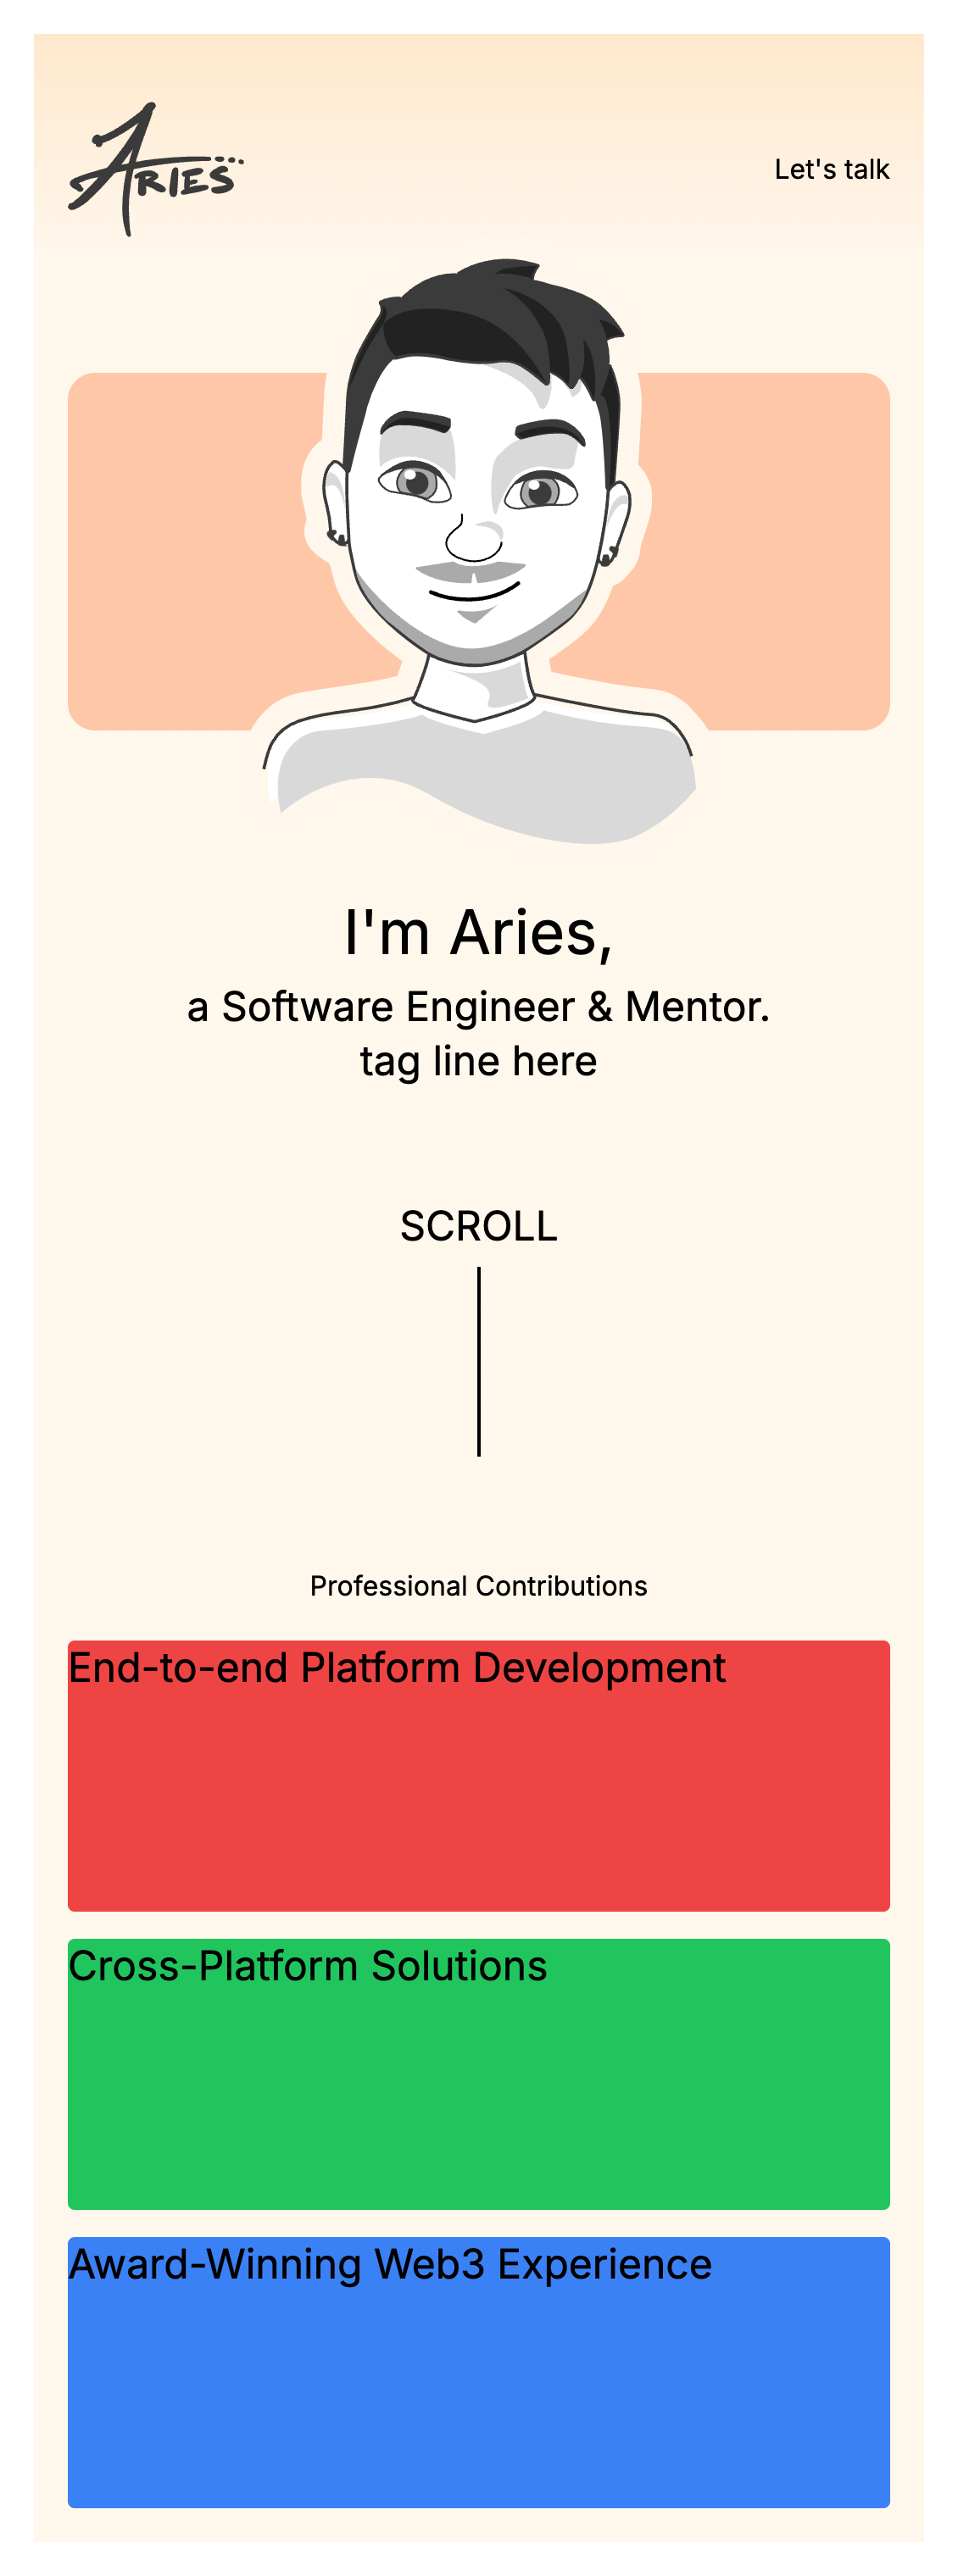 ARIES
Let's talk
I'm Aries,
a Software Engineer & Mentor.
tag line here
SCROLL
Professional Contributions
End-to-end Platform Development
Cross-Platform Solutions
Award-Winning Web3 Experience